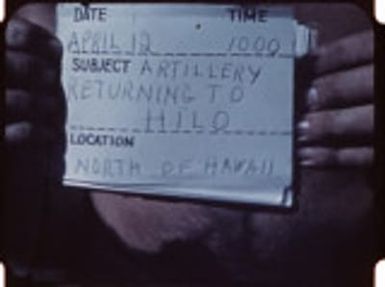 DATE TIME
APRIL 12 1000
SUBJECT ARTILLERY
RETURNING TO
HILO
LOCATION
NORTH OF HAWAII